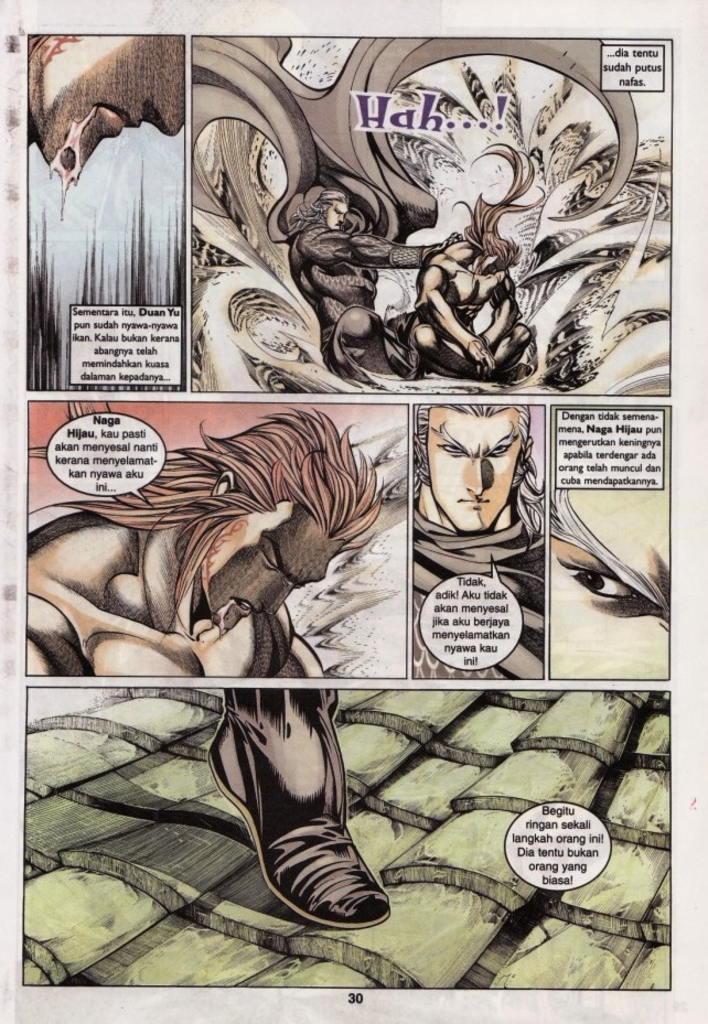 Sementara itu, Duan Yu
pun sudah nyawa-nyawa
ikan. Kalau bukan kerana
abangnya telah
memindahkan kuasa
dalaman kepadanya...
...dia tentu
sudah putus
nafas.
Hah....!
Naga
Hijau, kau pasti
akan menyesal nanti
kerana menyelamat-
kan nyawa aku
ini...
Tidak,
adik! Aku tidak
akan menyesal
jika aku berjaya
menyelamatkan
nyawa kau
ini!
Dengan tidak semena-
mena, Naga Hijau pun
mengerutkan keningnya
apabila terdengar ada
orang telah muncul dan
cuba mendapatkannya.
Begitu
ringan sekali
langkah orang ini!
Dia tentu bukan
orang yang
biasa!
30